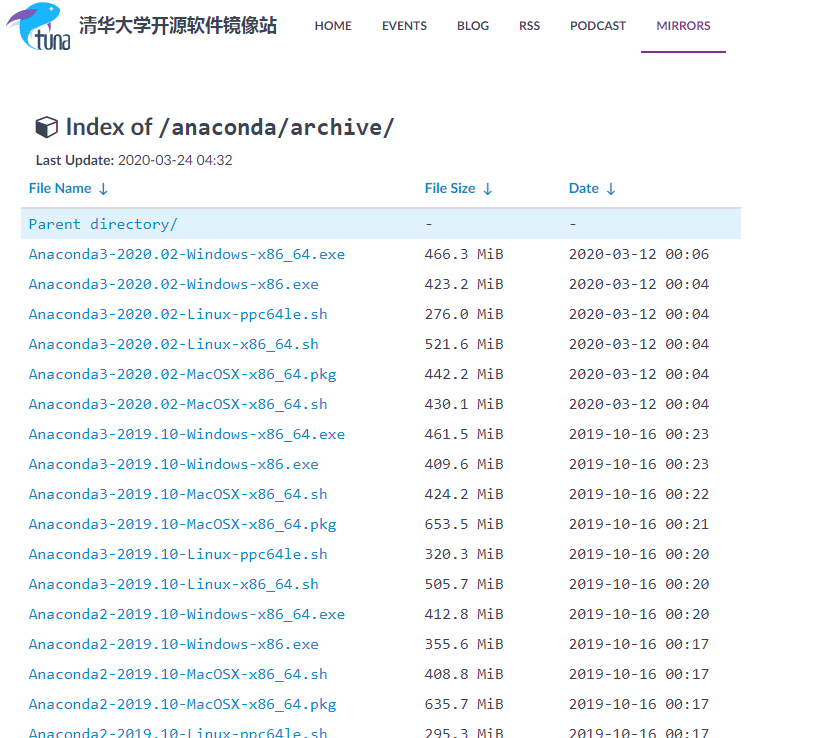 tuna 清华大学开源软件镜像站 HOME EVENTS BLOG RSS PODCAST MIRRORS
Index of /anaconda/archive/
Last Update: 2020-03-24 04:32
File Name ↓ File Size ↓ Date ↓
Parent directory/ - -
Anaconda3-2020.02-Windows-x86_64.exe 466.3 MiB 2020-03-12 00:06
Anaconda3-2020.02-Windows-x86.exe 423.2 MiB 2020-03-12 00:04
Anaconda3-2020.02-Linux-ppc64le.sh 276.0 MiB 2020-03-12 00:04
Anaconda3-2020.02-Linux-x86_64.sh 521.6 MiB 2020-03-12 00:04
Anaconda3-2020.02-MacOSX-x86_64.pkg 442.2 MiB 2020-03-12 00:04
Anaconda3-2020.02-MacOSX-x86_64.sh 430.1 MiB 2020-03-12 00:04
Anaconda3-2019.10-Windows-x86_64.exe 461.5 MiB 2019-10-16 00:23
Anaconda3-2019.10-Windows-x86.exe 409.6 MiB 2019-10-16 00:23
Anaconda3-2019.10-MacOSX-x86_64.sh 424.2 MiB 2019-10-16 00:22
Anaconda3-2019.10-MacOSX-x86_64.pkg 653.5 MiB 2019-10-16 00:21
Anaconda3-2019.10-Linux-ppc64le.sh 320.3 MiB 2019-10-16 00:20
Anaconda3-2019.10-Linux-x86_64.sh 505.7 MiB 2019-10-16 00:20
Anaconda2-2019.10-Windows-x86_64.exe 412.8 MiB 2019-10-16 00:20
Anaconda2-2019.10-Windows-x86.exe 355.6 MiB 2019-10-16 00:17
Anaconda2-2019.10-MacOSX-x86_64.sh 408.8 MiB 2019-10-16 00:17
Anaconda2-2019.10-MacOSX-x86_64.pkg 635.7 MiB 2019-10-16 00:17
Anaconda2-2019.10-Linux-ppc64le.sh 295.3 MiB 2019-10-16 00:17